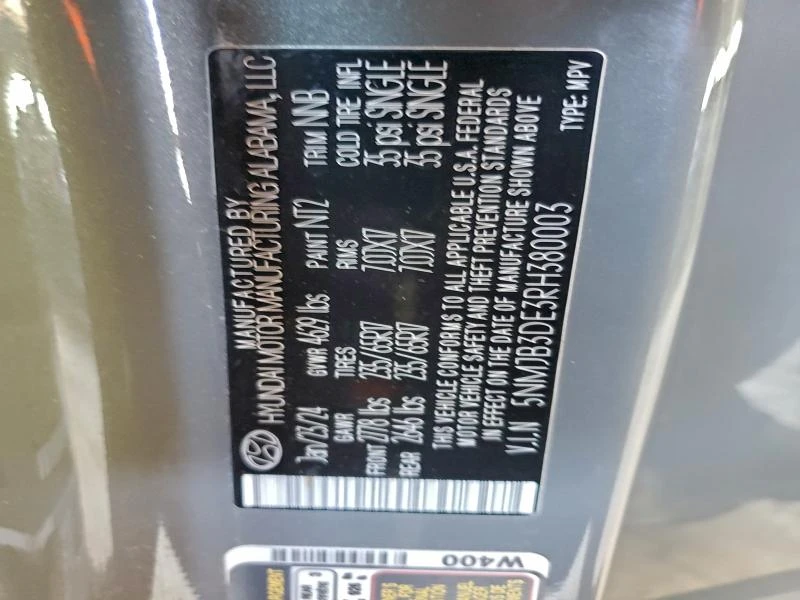 MANUFACTURED BY
HYUNDAI MOTOR MANUFACTURING ALABAMA, LLC
Jan/23/24 GVWR 4629 lbs PAINT NT2 TRIM NNB
GAWR TIRES RIMS COLD TIRE INFL
FRONT 2778 lbs 235/65R17 7.0JX17 35 psi SINGLE
REAR 2646 lbs 235/65R17 7.0JX17 35 psi SINGLE
THIS VEHICLE CONFORMS TO ALL APPLICABLE U.S.A. FEDERAL
MOTOR VEHICLE SAFETY AND THEFT PREVENTION STANDARDS
IN EFFECT ON THE DATE OF MANUFACTURE SHOWN ABOVE
V.I.N 5NMJB3DE3RH380003 TYPE: MPV
W400